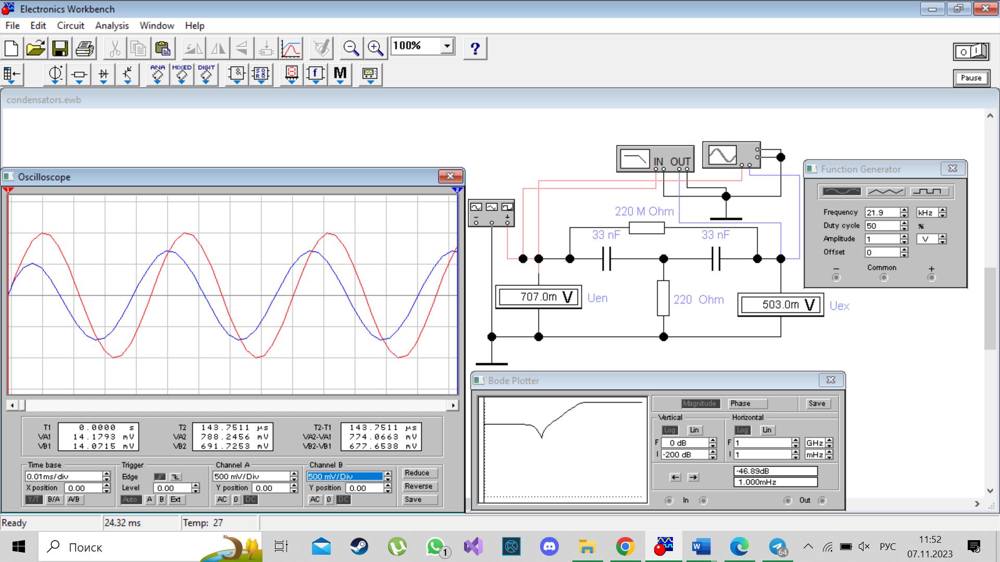 Electronics Workbench
File Edit Circuit Analysis Window Help
100%
?
ANA MIXED DIGIT
f M
Pause
condensators.ewb
Oscilloscope
1
2
T1 0.0000 s
VA1 14.1793 mV
VB1 14.0715 mV
T2 143.7511 µs
VA2 788.2456 mV
VB2 691.7253 mV
T2-T1 143.7511 µs
VA2-VA1 774.0663 mV
VB2-VB1 677.6538 mV
Time base
0.01ms/div
X position 0.00
Y/T B/A A/B
Trigger
Edge
Level 0.00
Auto A B Ext
Channel A
500 mV/Div
Y position 0.00
AC 0 DC
Channel B
500 mV/Div
Y position 0.00
AC 0 DC
Reduce
Reverse
Save
IN OUT
220 M Ohm
33 nF 33 nF
707.0m V Uen
220 Ohm
503.0m V Uex
Function Generator
Frequency 21.9 kHz
Duty cycle 50 %
Amplitude 1 V
Offset 0
− Common +
Bode Plotter
Magnitude Phase Save
Vertical Horizontal
Log Lin Log Lin
F 0 dB F 1 GHz
I -200 dB I 1 mHz
-46.89dB
1.000mHz
In Out
Ready 24.32 ms Temp: 27
Поиск
1
64
РУС
11:52
07.11.2023